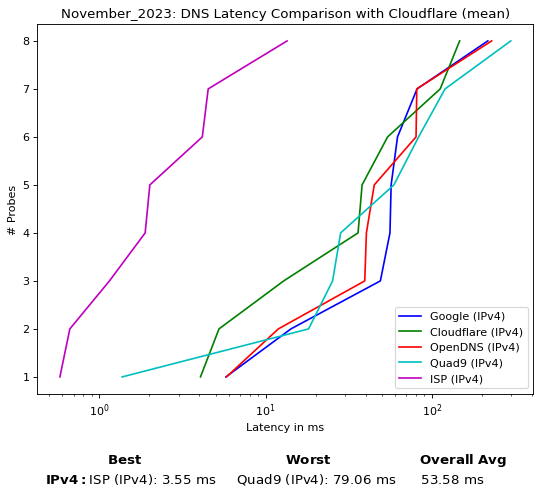 November_2023: DNS Latency Comparison with Cloudflare (mean)
8
7
6
5
4
3
2
1
# Probes
10⁰ 10¹ 10²
Latency in ms
Google (IPv4)
Cloudflare (IPv4)
OpenDNS (IPv4)
Quad9 (IPv4)
ISP (IPv4)
Best Worst Overall Avg
IPv4: ISP (IPv4): 3.55 ms Quad9 (IPv4): 79.06 ms 53.58 ms